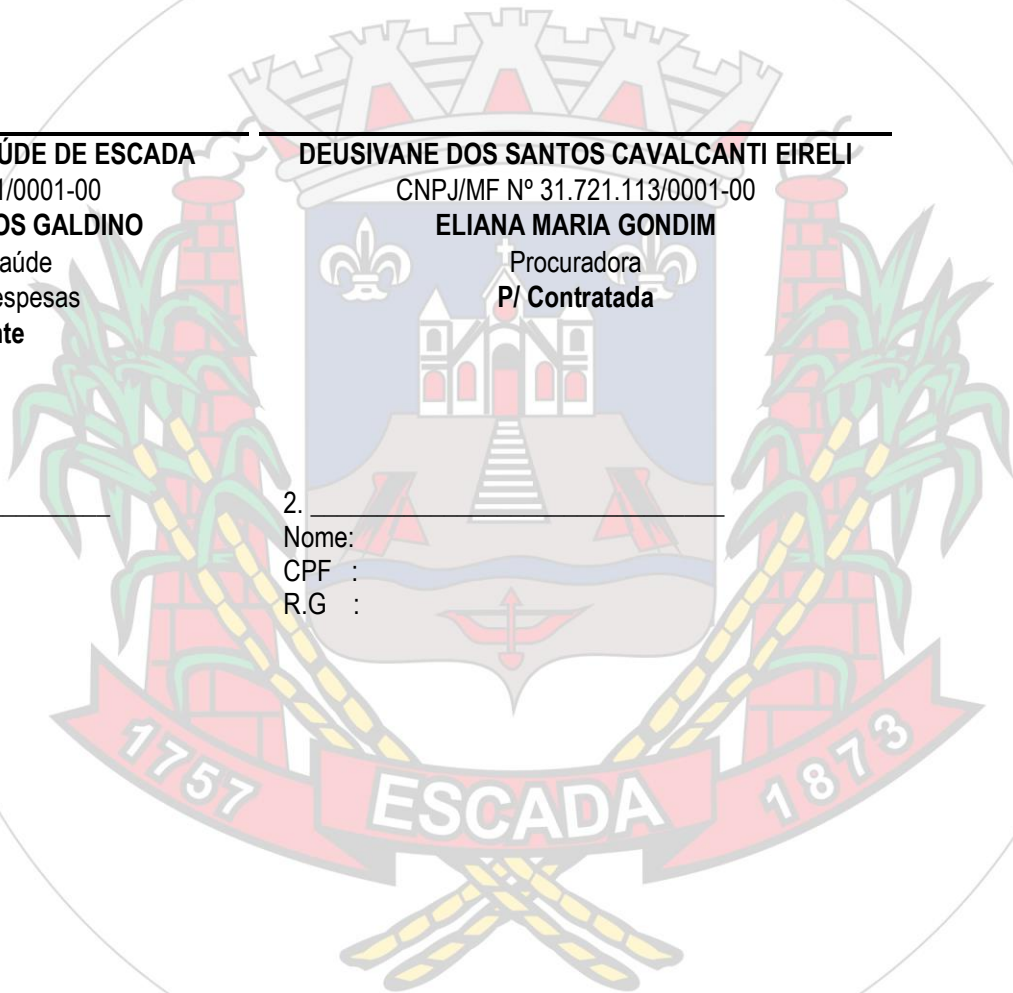 ÚDE DE ESCADA
/0001-00
OS GALDINO
aúde
espesas
nte
DEUSIVANE DOS SANTOS CAVALCANTI EIRELI
CNPJ/MF Nº 31.721.113/0001-00
ELIANA MARIA GONDIM
Procuradora
P/ Contratada
2. ______________________________
Nome:
CPF :
R.G :
1757
ESCADA
1873